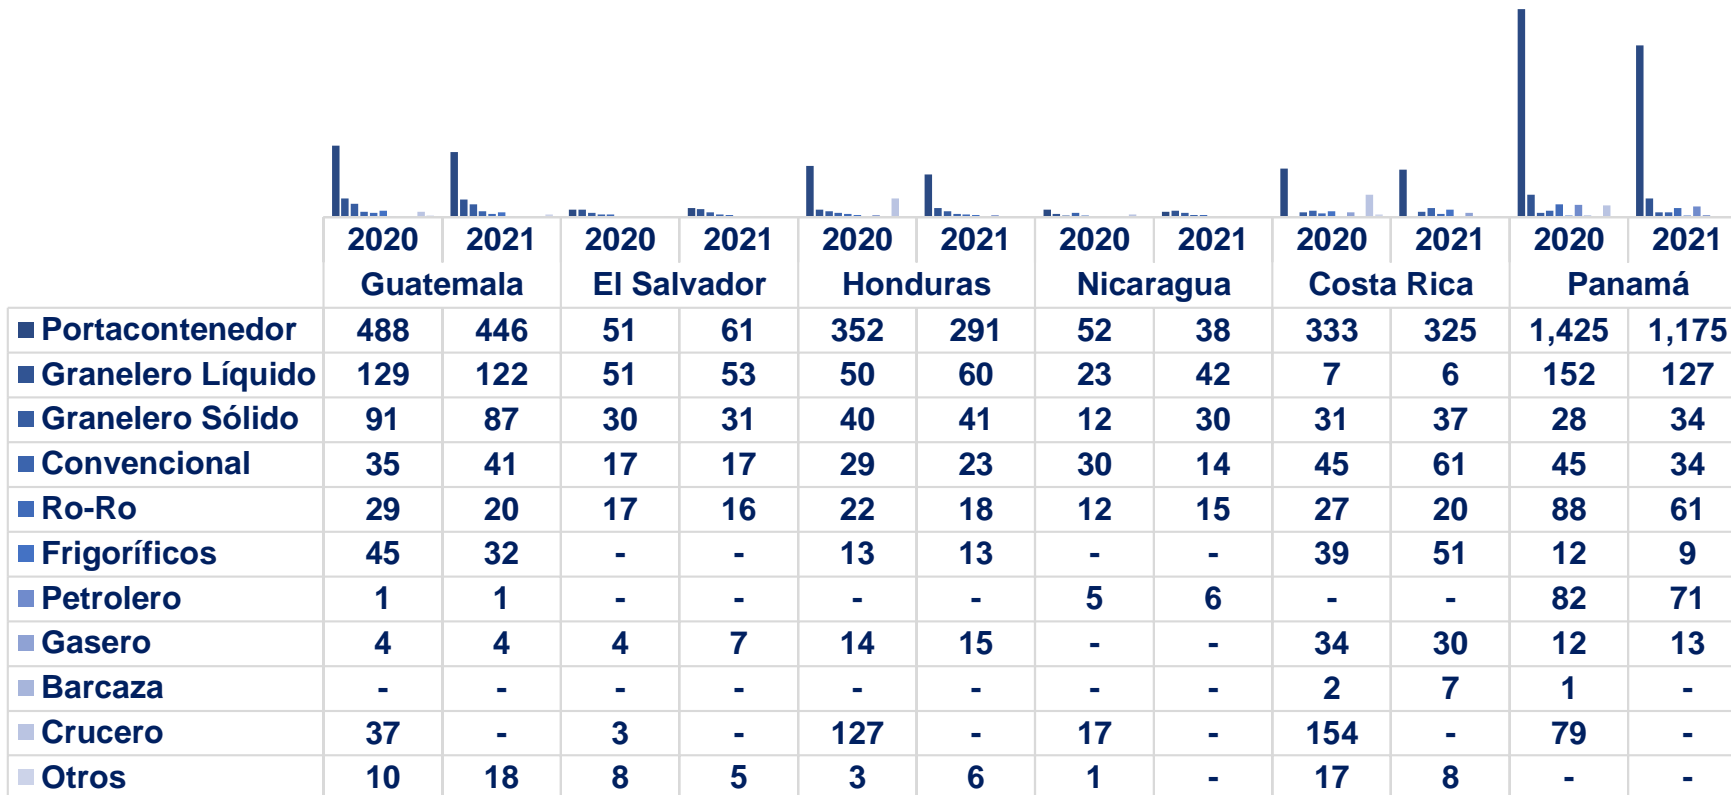 2020 2021 2020 2021 2020 2021 2020 2021 2020 2021 2020 2021
Guatemala El Salvador Honduras Nicaragua Costa Rica Panamá
Portacontenedor 488 446 51 61 352 291 52 38 333 325 1,425 1,175
Granelero Líquido 129 122 51 53 50 60 23 42 7 6 152 127
Granelero Sólido 91 87 30 31 40 41 12 30 31 37 28 34
Convencional 35 41 17 17 29 23 30 14 45 61 45 34
Ro-Ro 29 20 17 16 22 18 12 15 27 20 88 61
Frigoríficos 45 32 - - 13 13 - - 39 51 12 9
Petrolero 1 1 - - - - 5 6 - - 82 71
Gasero 4 4 4 7 14 15 - - 34 30 12 13
Barcaza - - - - - - - - 2 7 1 -
Crucero 37 - 3 - 127 - 17 - 154 - 79 -
Otros 10 18 8 5 3 6 1 - 17 8 - -